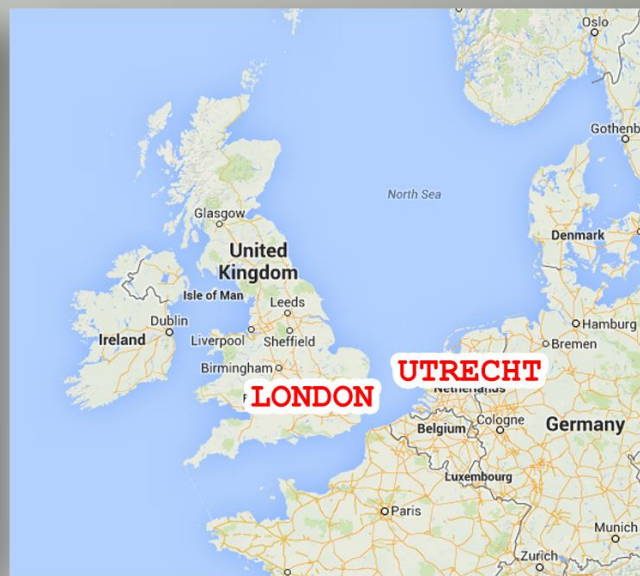 Oslo
Gothenb
North Sea
Glasgow
Denmark
United
Kingdom
Isle of Man
Leeds
Dublin
Hamburg
Ireland
Liverpool
Sheffield
Bremen
Birmingham
UTRECHT
Netherlands
LONDON
Cologne
Belgium
Germany
Luxembourg
Paris
Munich
Zurich